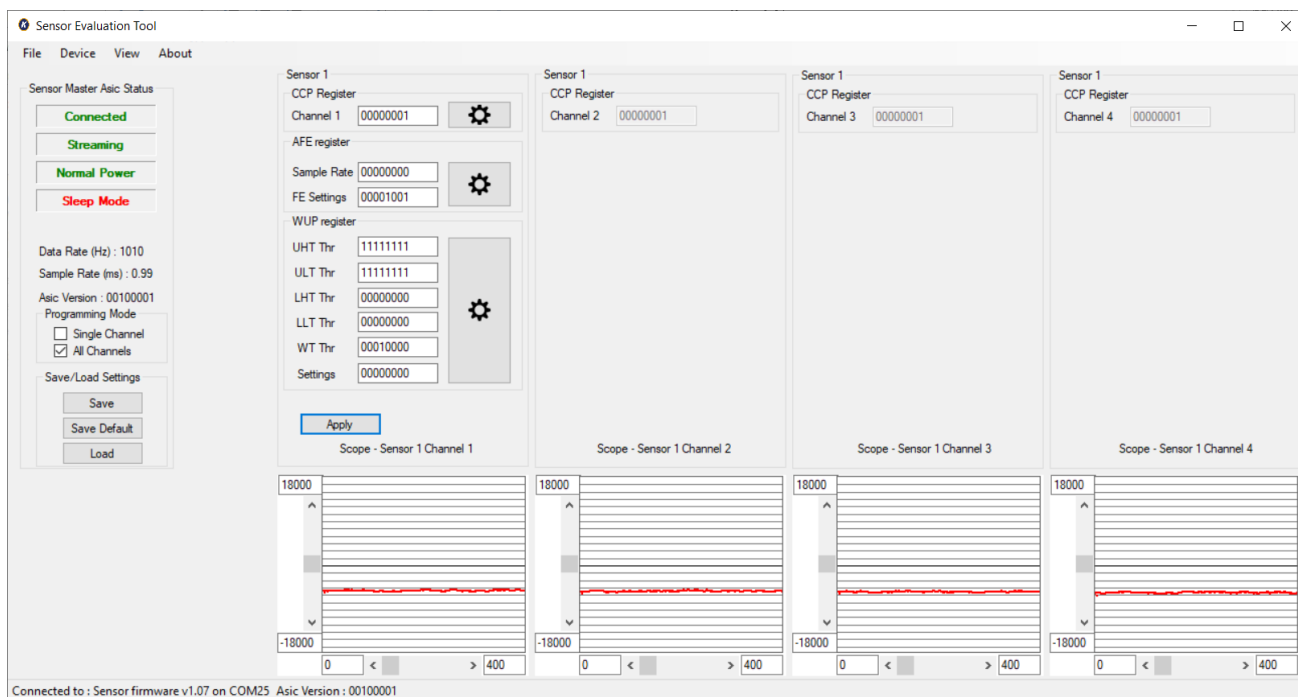 Sensor Evaluation Tool
File Device View About
Sensor Master Asic Status
Connected
Streaming
Normal Power
Sleep Mode
Data Rate (Hz) : 1010
Sample Rate (ms) : 0.99
Asic Version : 00100001
Programming Mode
Single Channel
All Channels
Save/Load Settings
Save
Save Default
Load
Sensor 1
CCP Register
Channel 1 00000001
AFE register
Sample Rate 00000000
FE Settings 00001001
WUP register
UHT Thr 11111111
ULT Thr 11111111
LHT Thr 00000000
LLT Thr 00000000
WT Thr 00010000
Settings 00000000
Apply
Scope - Sensor 1 Channel 1
18000
-18000
0 < > 400
Sensor 1
CCP Register
Channel 2 00000001
Scope - Sensor 1 Channel 2
18000
-18000
0 < > 400
Sensor 1
CCP Register
Channel 3 00000001
Scope - Sensor 1 Channel 3
18000
-18000
0 < > 400
Sensor 1
CCP Register
Channel 4 00000001
Scope - Sensor 1 Channel 4
18000
-18000
0 < > 400
Connected to : Sensor firmware v1.07 on COM25 Asic Version : 00100001